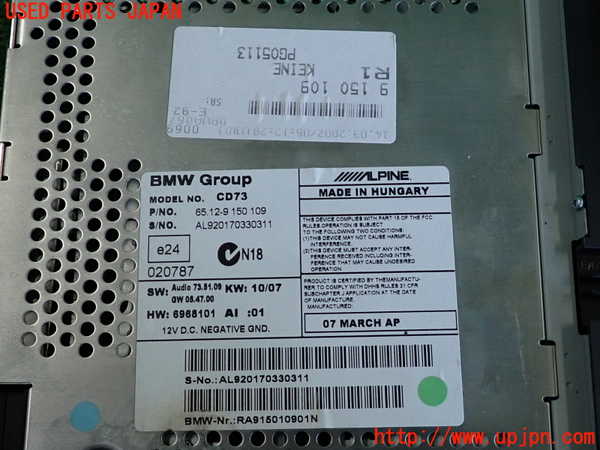 USED PARTS JAPAN
9 150 109
R1
KEINE
PG05113
E-92
0069
BMW Group
MODEL NO. CD73
P/NO. 65.12-9 150 109
S/NO. AL920170330311
e24
020787
N18
SW: Audio 73.51.09 KW: 10/07
GW 05.47.00
HW: 6968101 AI :01
12V D.C. NEGATIVE GND.
ALPINE
MADE IN HUNGARY
THIS DEVICE COMPLIES WITH PART 15 OF THE FCC
RULES OPERATION IS SUBJECT
TO THE FOLLOWING TWO CONDITIONS:
(1)THIS DEVICE MAY NOT CAUSE HARMFUL
INTERFERENCE.
(2)THIS DEVICE MUST ACCEPT ANY INTERFERENCE
RECEIVED, INCLUDING INTERFERENCE
THAT MAY CAUSE UNDESIRED OPERATION.
PRODUCT IS CERTIFIED BY THE MANUFACTU-
RER TO COMPLY WITH DHHS RULES 21 CFR
SUBCHAPTER J APPLICABLE AT THE DATE
OF MANUFACTURE.
MANUFACTURED:
07 MARCH AP
S-No.:AL920170330311
BMW-Nr.:RA915010901N
http://www.upjpn.com/